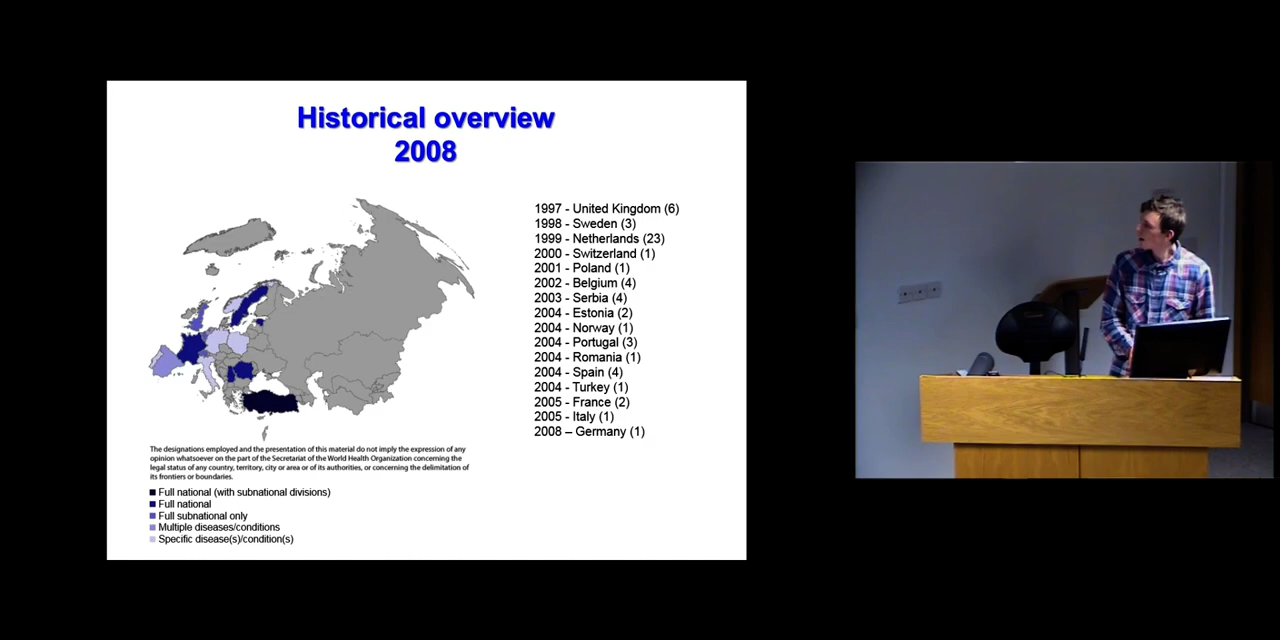 Historical overview
2008
1997 - United Kingdom (6)
1998 - Sweden (3)
1999 - Netherlands (23)
2000 - Switzerland (1)
2001 - Poland (1)
2002 - Belgium (4)
2003 - Serbia (4)
2004 - Estonia (2)
2004 - Norway (1)
2004 - Portugal (3)
2004 - Romania (1)
2004 - Spain (4)
2004 - Turkey (1)
2005 - France (2)
2005 - Italy (1)
2008 – Germany (1)
The designations employed and the presentation of this material do not imply the expression of any
opinion whatsoever on the part of the Secretariat of the World Health Organization concerning the
legal status of any country, territory, city or area or of its authorities, or concerning the delimitation of
its frontiers or boundaries.
Full national (with subnational divisions)
Full national
Full subnational only
Multiple diseases/conditions
Specific disease(s)/condition(s)